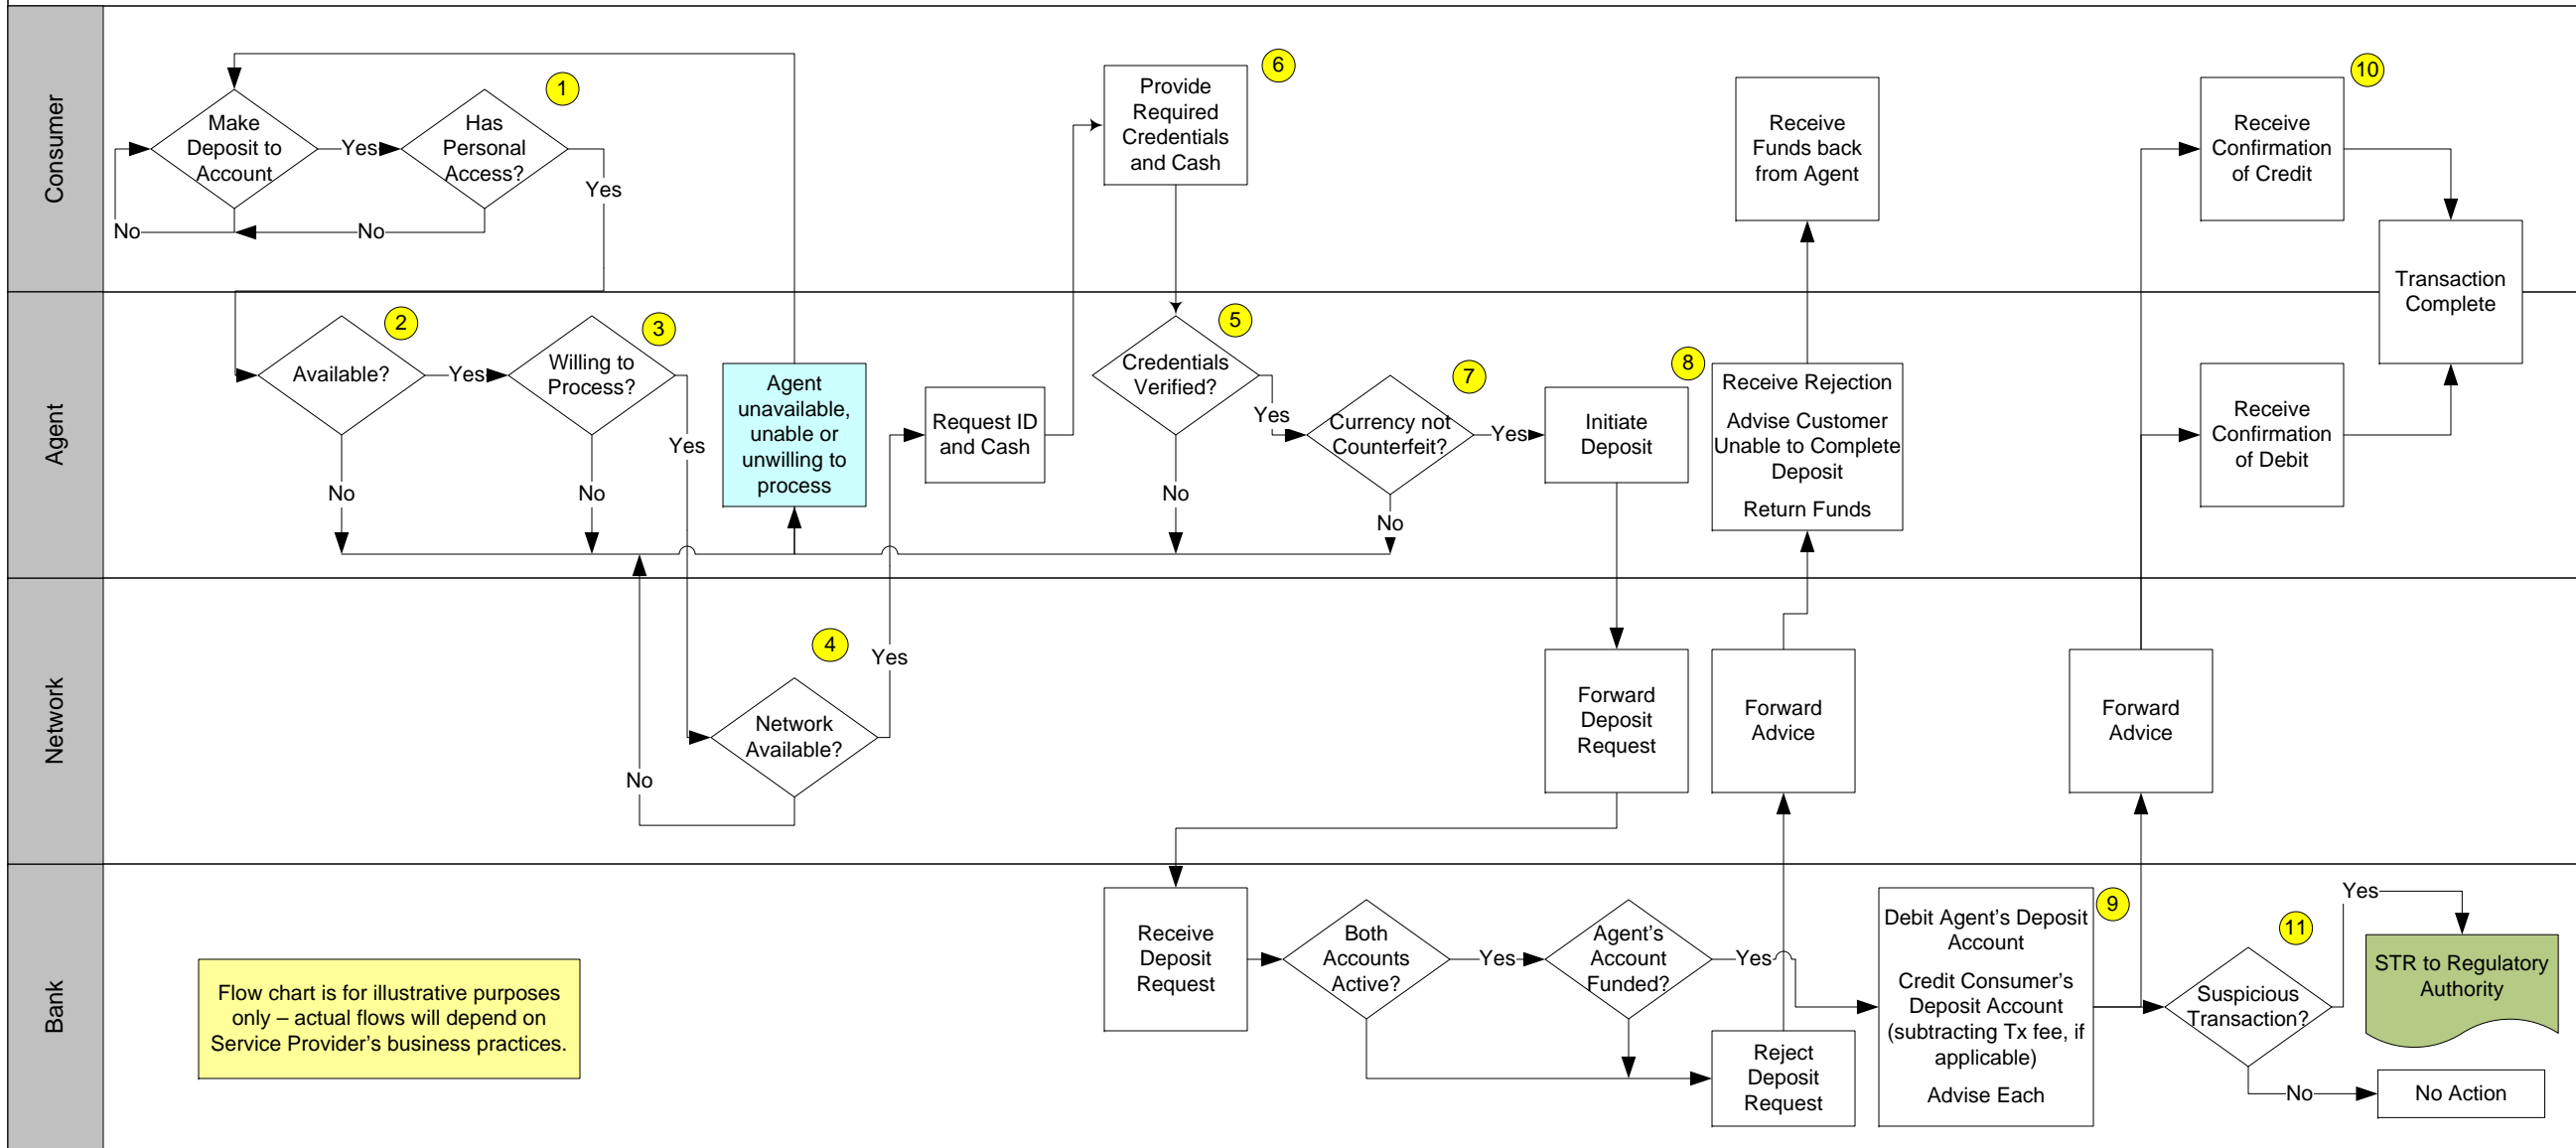 Consumer
1
Make
Deposit to
Account
Yes
Has
Personal
Access?
Yes
No
No
6
Provide
Required
Credentials
and Cash
Receive
Funds back
from Agent
10
Receive
Confirmation
of Credit
Transaction
Complete
Agent
2
Available?
Yes
No
3
Willing to
Process?
Yes
No
Agent
unavailable,
unable or
unwilling to
process
Request ID
and Cash
5
Credentials
Verified?
Yes
No
7
Currency not
Counterfeit?
Yes
No
8
Initiate
Deposit
Receive Rejection
Advise Customer
Unable to Complete
Deposit
Return Funds
Receive
Confirmation
of Debit
Network
4
Network
Available?
Yes
No
Forward
Deposit
Request
Forward
Advice
Forward
Advice
Bank
Flow chart is for illustrative purposes
only – actual flows will depend on
Service Provider's business practices.
Receive
Deposit
Request
Both
Accounts
Active?
Yes
Agent's
Account
Funded?
Yes
Reject
Deposit
Request
9
Debit Agent's Deposit
Account
Credit Consumer's
Deposit Account
(subtracting Tx fee, if
applicable)
Advise Each
11
Suspicious
Transaction?
Yes
STR to Regulatory
Authority
No
No Action